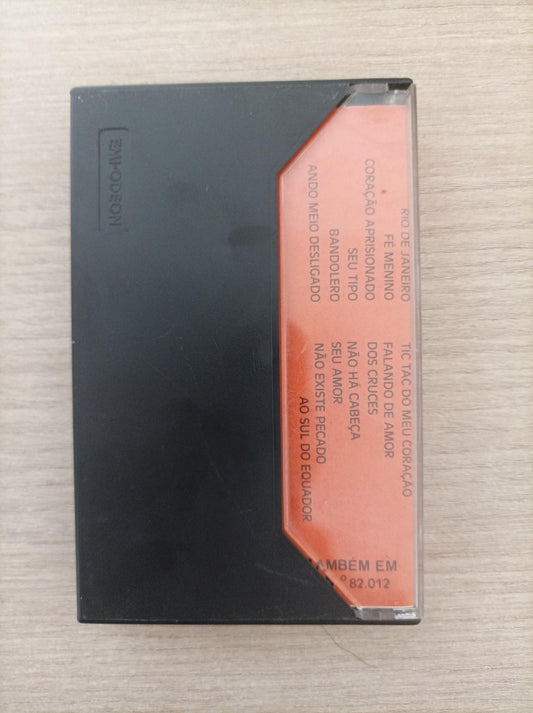 EMI-ODEON
RIO DE JANEIRO
FÉ MENINO
CORAÇÃO APRISIONADO
SEU TIPO
BANDOLERO
ANDO MEIO DESLIGADO
TIC TAC DO MEU CORAÇÃO
FALANDO DE AMOR
DOS CRUCES
NÃO HÁ CABEÇA
SEU AMOR
NÃO EXISTE PECADO
AO SUL DO EQUADOR
AMBÉM EM
º 82.012